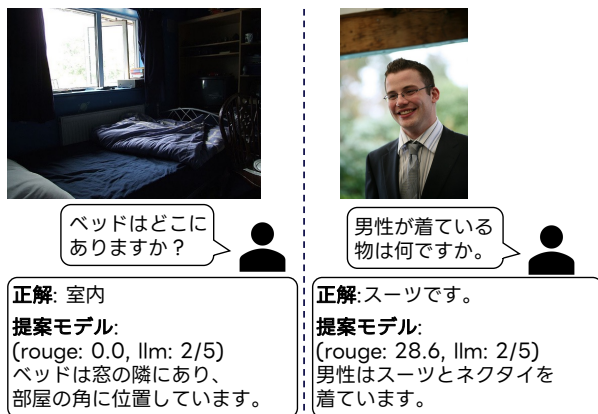 ベッドはどこに
ありますか？
正解: 室内
提案モデル:
(rouge: 0.0, llm: 2/5)
ベッドは窓の隣にあり、
部屋の角に位置しています。
男性が着ている
物は何ですか。
正解:スーツです。
提案モデル:
(rouge: 28.6, llm: 2/5)
男性はスーツとネクタイを
着ています。